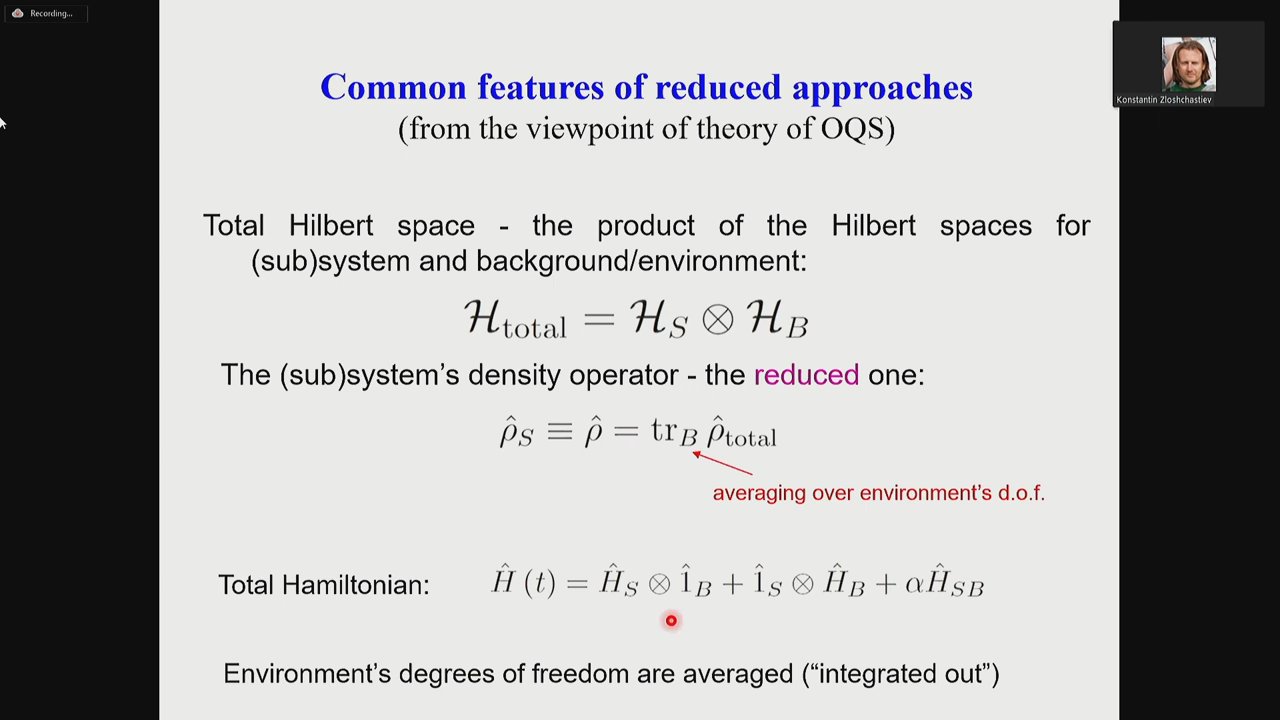 Recording...
Konstantin Zloshchastiev
Common features of reduced approaches
(from the viewpoint of theory of OQS)
Total Hilbert space - the product of the Hilbert spaces for
(sub)system and background/environment:
ℋ_total = ℋ_S ⊗ ℋ_B
The (sub)system’s density operator - the reduced one:
ρ̂_S ≡ ρ̂ = tr_B ρ̂_total
averaging over environment’s d.o.f.
Total Hamiltonian: Ĥ (t) = Ĥ_S ⊗ 1̂_B + 1̂_S ⊗ Ĥ_B + αĤ_SB
Environment’s degrees of freedom are averaged (“integrated out”)